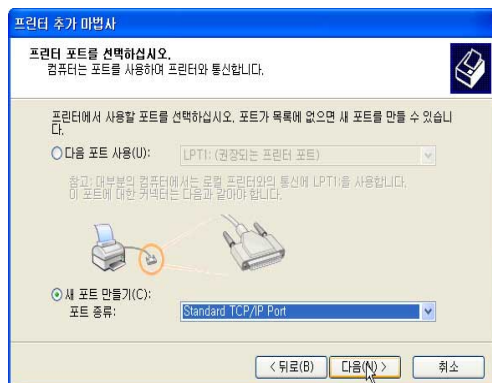 프린터 추가 마법사
프린터 포트를 선택하십시오.
컴퓨터는 포트를 사용하여 프린터와 통신합니다.
프린터에서 사용할 포트를 선택하십시오. 포트가 목록에 없으면 새 포트를 만들 수 있습니
다.
다음 포트 사용(U):
LPT1: (권장되는 프린터 포트)
참고: 대부분의 컴퓨터에서는 로컬 프린터와의 통신에 LPT1:을 사용합니다.
이 포트에 대한 커넥터는 다음과 같아야 합니다.
새 포트 만들기(C):
포트 종류:
Standard TCP/IP Port
< 뒤로(B)
다음(N) >
취소